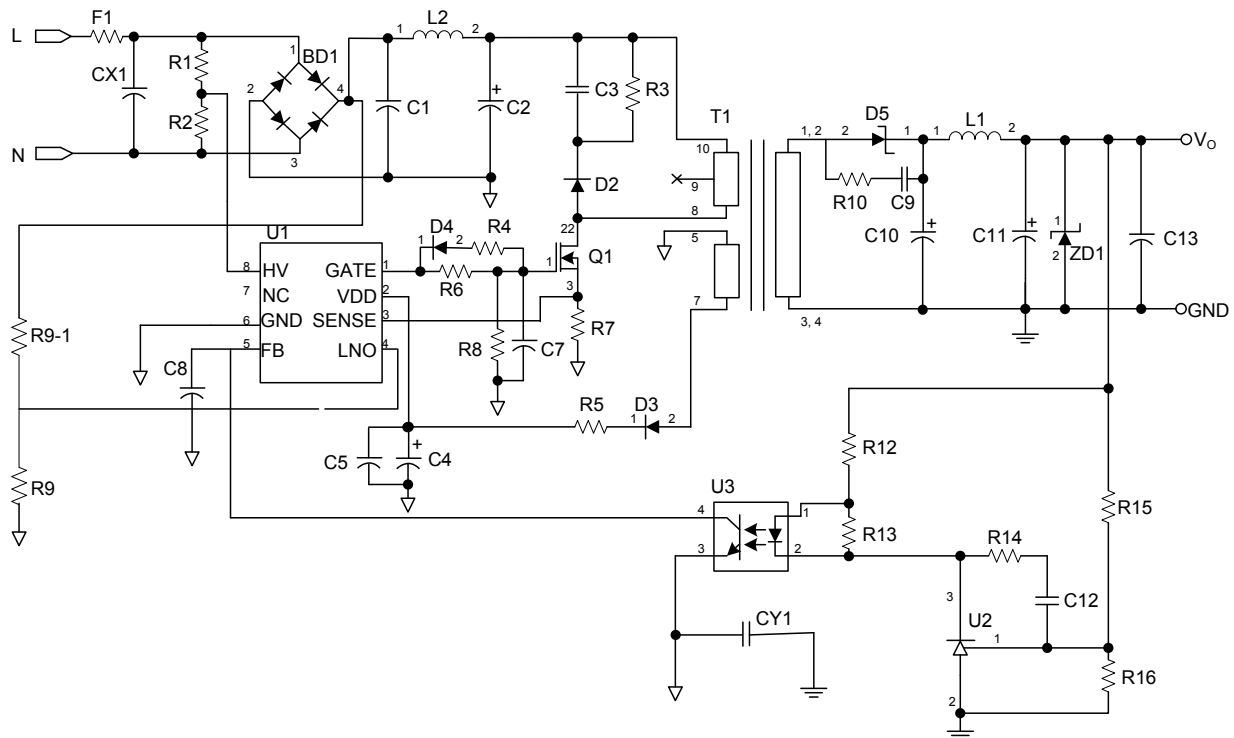 F1
L2
L
1
2
R1
1
BD1
CX1
2
4
C1
+
C2
C3
R3
T1
R2
D5
1, 2
2
1
1
L1
2
VO
N
3
10
9
D2
R10
C9
8
U1
D4
R4
22
5
C10
+
C11
+
1
2
ZD1
C13
1
2
1
Q1
8
HV
GATE
1
R6
7
NC
VDD
2
3
7
6
GND
SENSE
3
R7
3, 4
GND
R9-1
5
FB
LNO
4
R8
C7
C8
R5
D3
1
2
C5
+
C4
R12
R9
U3
4
1
R13
R15
3
2
R14
3
C12
CY1
U2
1
R16
2